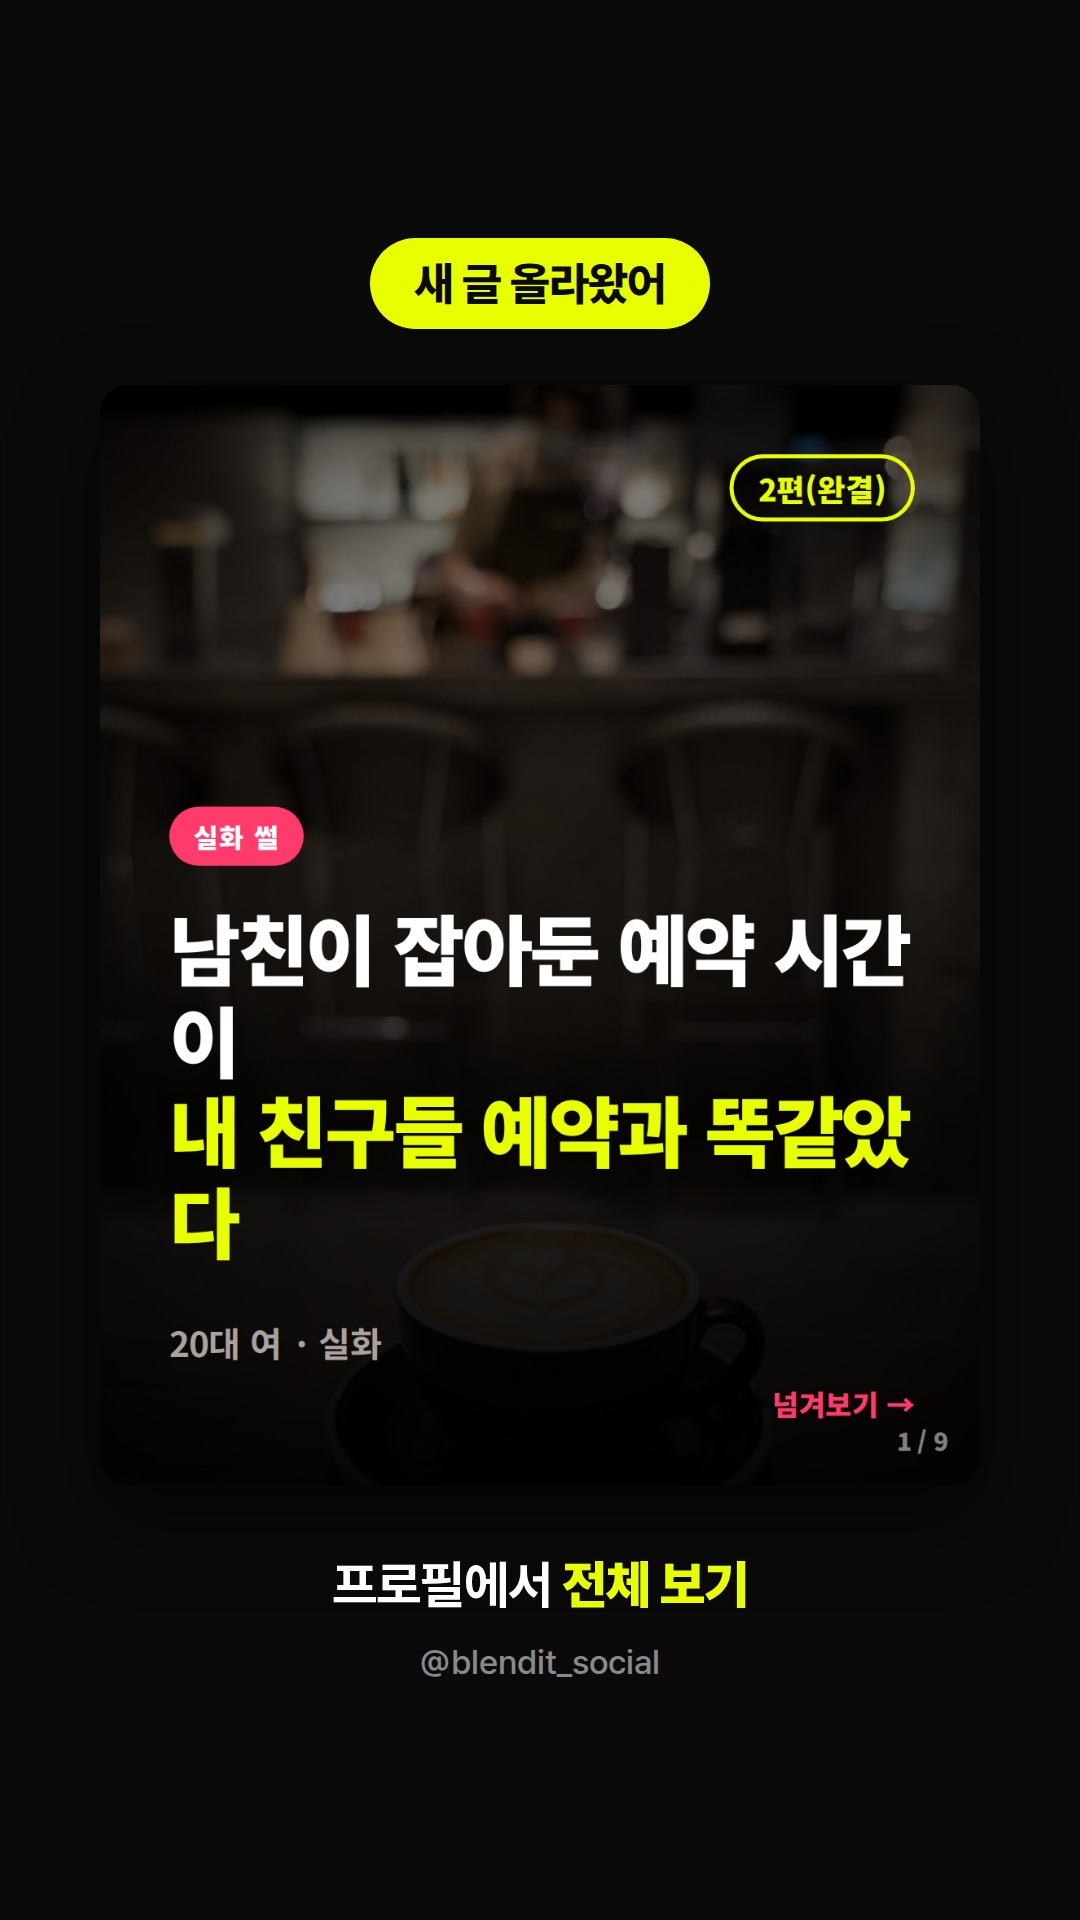 새 글 올라왔어
2편(완결)
실화 썰
남친이 잡아둔 예약 시간
이
내 친구들 예약과 똑같았
다
20대 여 · 실화
넘겨보기 →
1 / 9
프로필에서 전체 보기
@blendit_social